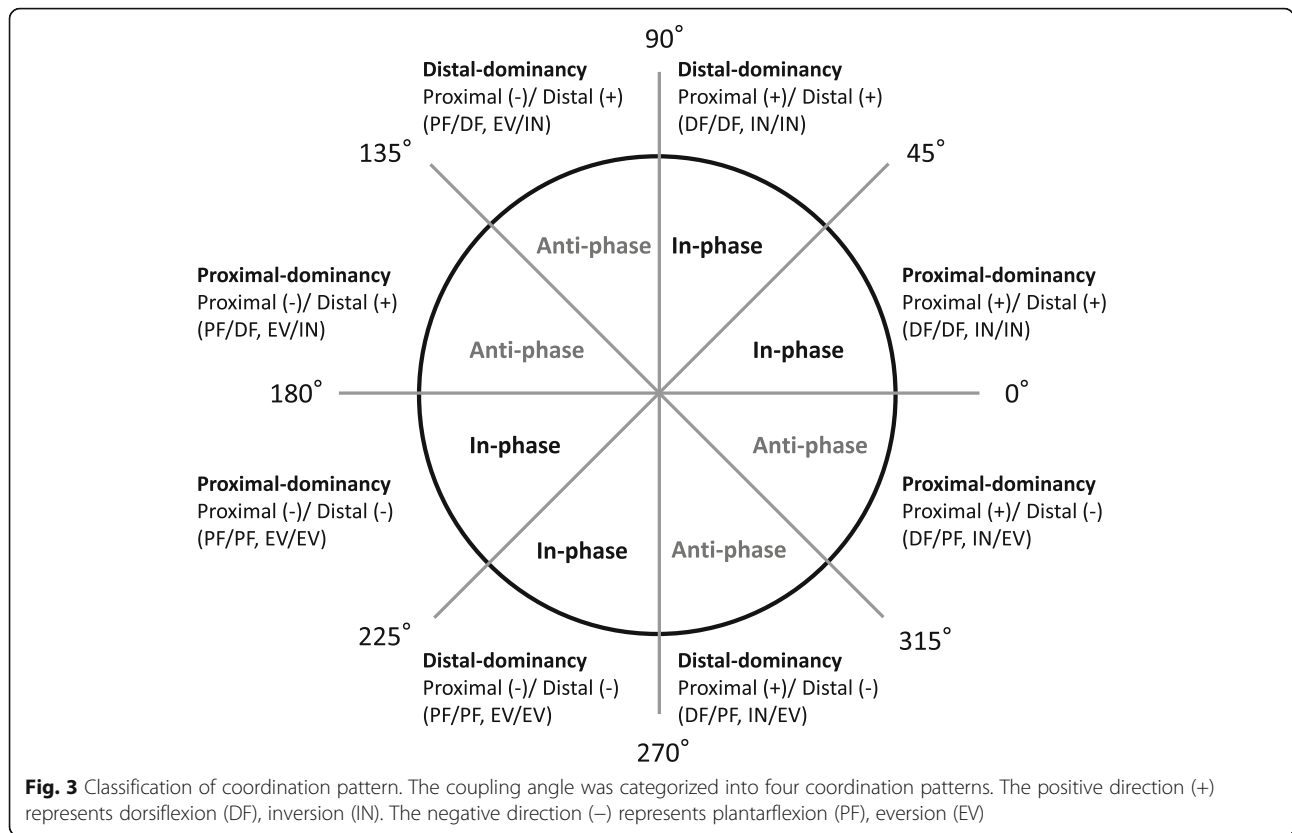 90°
Distal-dominancy
Proximal (-)/ Distal (+)
(PF/DF, EV/IN)
Distal-dominancy
Proximal (+)/ Distal (+)
(DF/DF, IN/IN)
135°
45°
Anti-phase
In-phase
Proximal-dominancy
Proximal (-)/ Distal (+)
(PF/DF, EV/IN)
Proximal-dominancy
Proximal (+)/ Distal (+)
(DF/DF, IN/IN)
Anti-phase
In-phase
180°
0°
In-phase
Anti-phase
Proximal-dominancy
Proximal (-)/ Distal (-)
(PF/PF, EV/EV)
Proximal-dominancy
Proximal (+)/ Distal (-)
(DF/PF, IN/EV)
In-phase
Anti-phase
225°
315°
Distal-dominancy
Proximal (-)/ Distal (-)
(PF/PF, EV/EV)
Distal-dominancy
Proximal (+)/ Distal (-)
(DF/PF, IN/EV)
270°
Fig. 3 Classification of coordination pattern. The coupling angle was categorized into four coordination patterns. The positive direction (+)
represents dorsiflexion (DF), inversion (IN). The negative direction (−) represents plantarflexion (PF), eversion (EV)